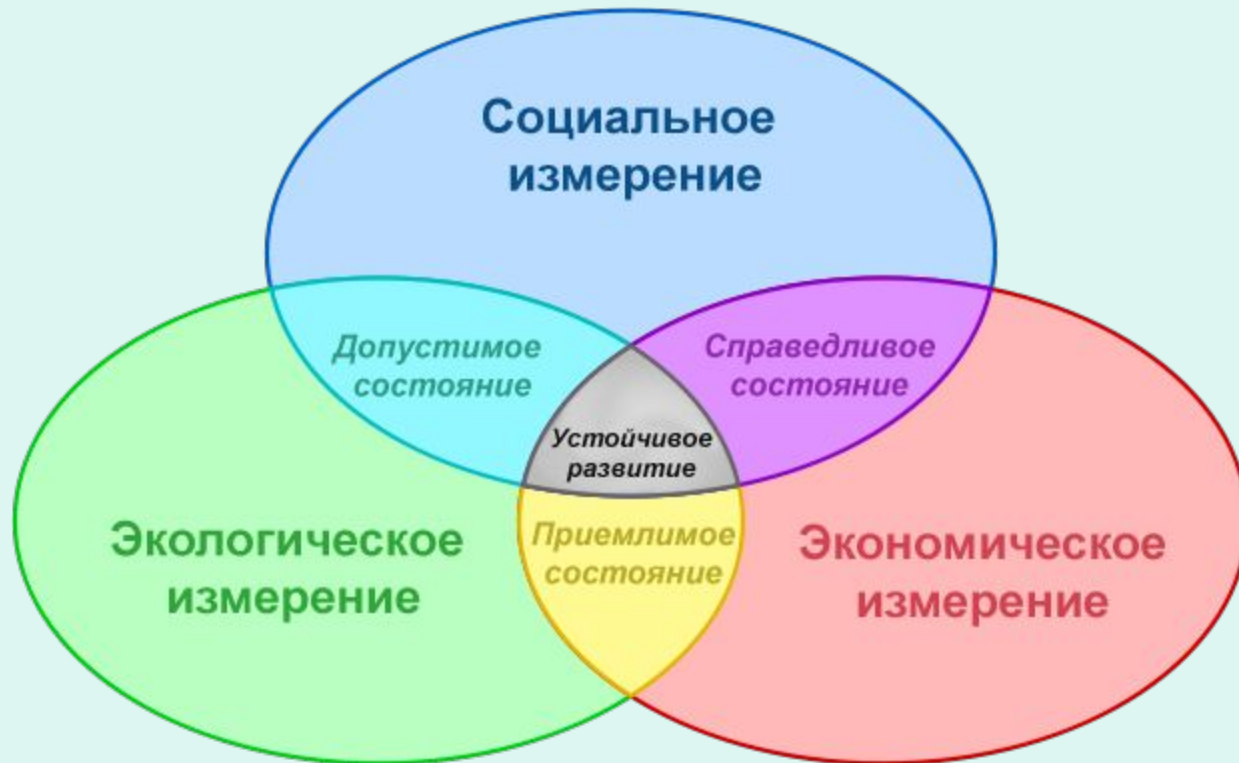 Социальное
измерение
Допустимое
состояние
Справедливое
состояние
Устойчивое
развитие
Экологическое
измерение
Приемлимое
состояние
Экономическое
измерение